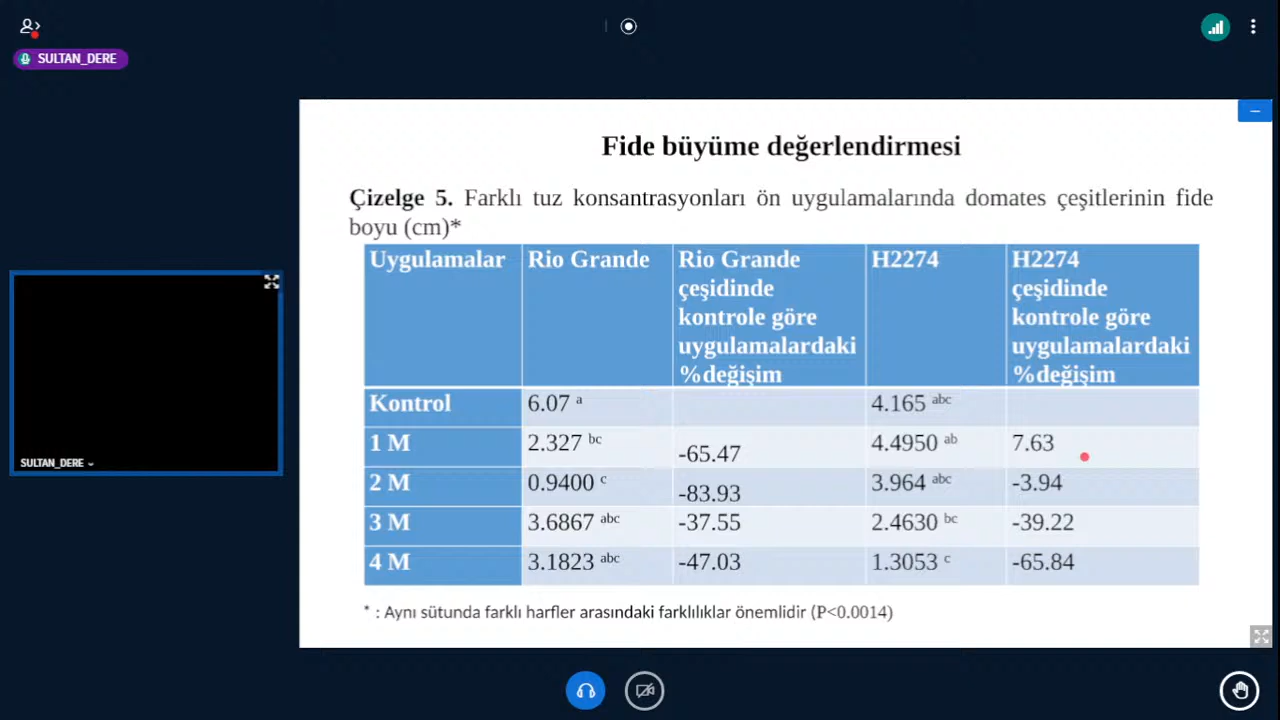 SULTAN_DERE
Fide büyüme değerlendirmesi
Çizelge 5. Farklı tuz konsantrasyonları ön uygulamalarında domates çeşitlerinin fide
boyu (cm)*
Uygulamalar Rio Grande Rio Grande çeşidinde kontrole göre uygulamalardaki %değişim H2274 H2274 çeşidinde kontrole göre uygulamalardaki %değişim
Kontrol 6.07 a 4.165 abc
1 M 2.327 bc -65.47 4.4950 ab 7.63
2 M 0.9400 c -83.93 3.964 abc -3.94
3 M 3.6867 abc -37.55 2.4630 bc -39.22
4 M 3.1823 abc -47.03 1.3053 c -65.84
* : Aynı sütunda farklı harfler arasındaki farklılıklar önemlidir (P<0.0014)
SULTAN_DERE